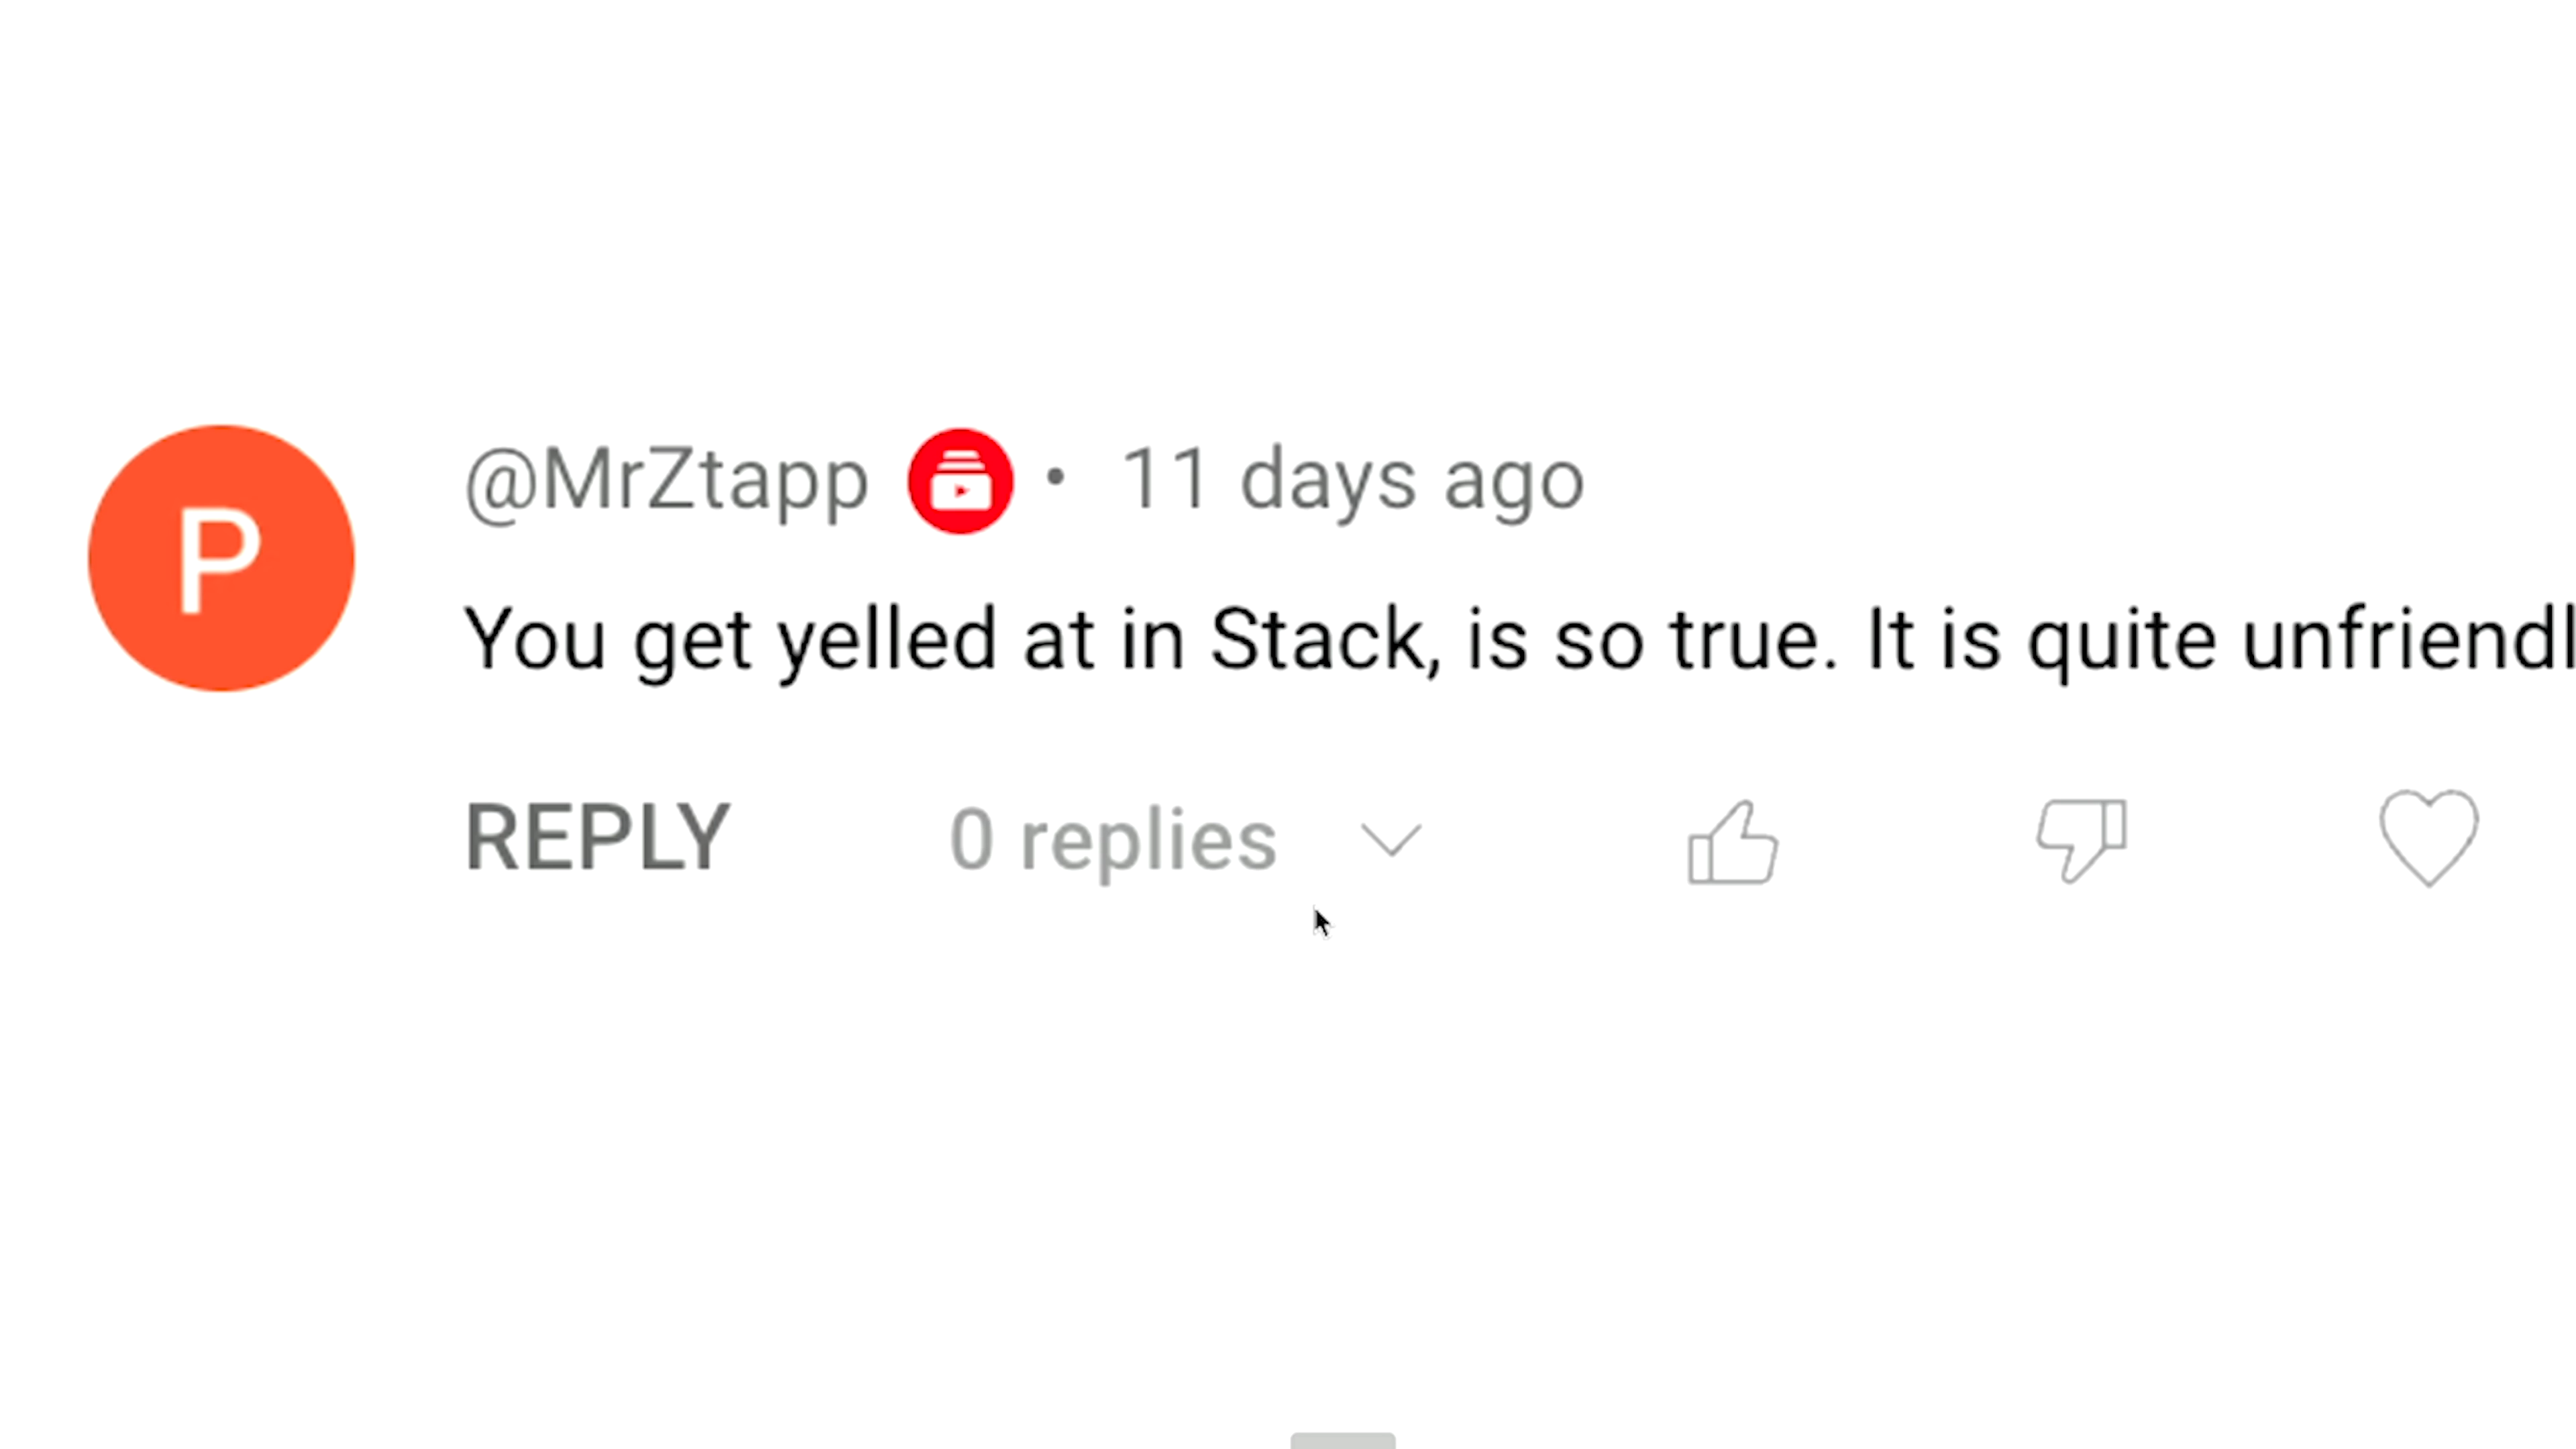 P
@MrZtapp • 11 days ago
You get yelled at in Stack, is so true. It is quite unfriendl
REPLY 0 replies